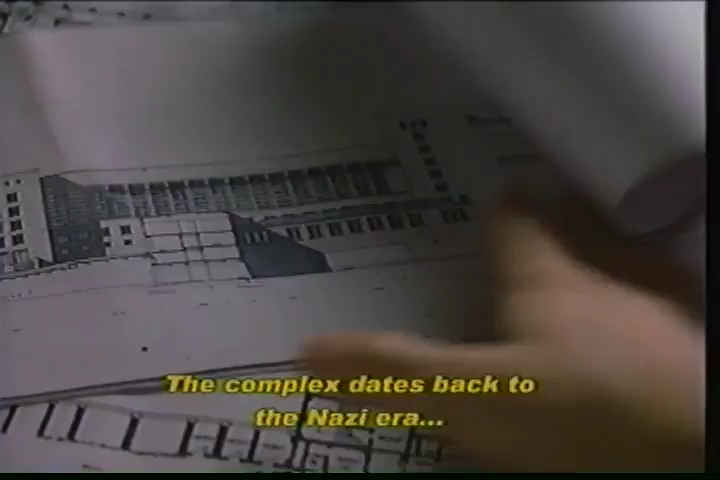 The complex dates back to
the Nazi era...